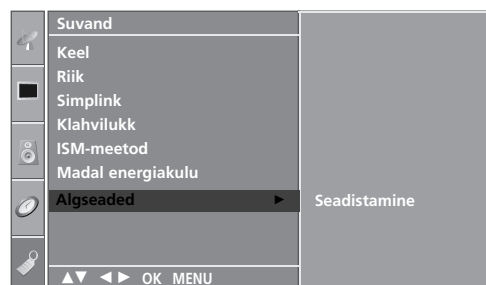 Suvand
Keel
Riik
Simplink
Klahvilukk
ISM-meetod
Madal energiakulu
Algseaded ► Seadistamine
▲▼ ◄► OK MENU